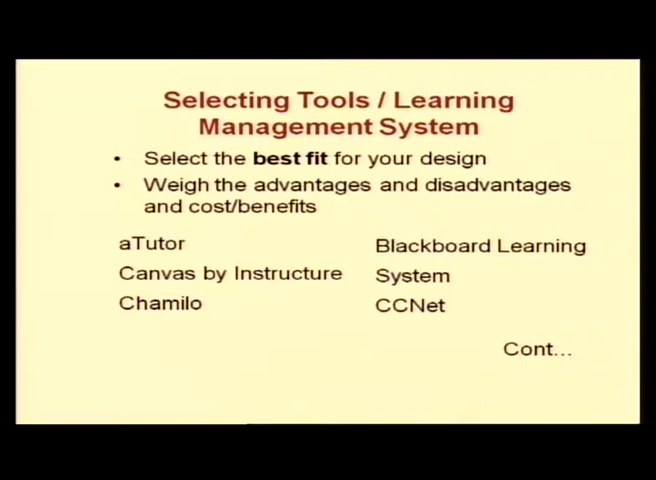 Selecting Tools / Learning
Management System
• Select the best fit for your design
• Weigh the advantages and disadvantages
and cost/benefits
aTutor
Canvas by Instructure
Chamilo
Blackboard Learning
System
CCNet
Cont...